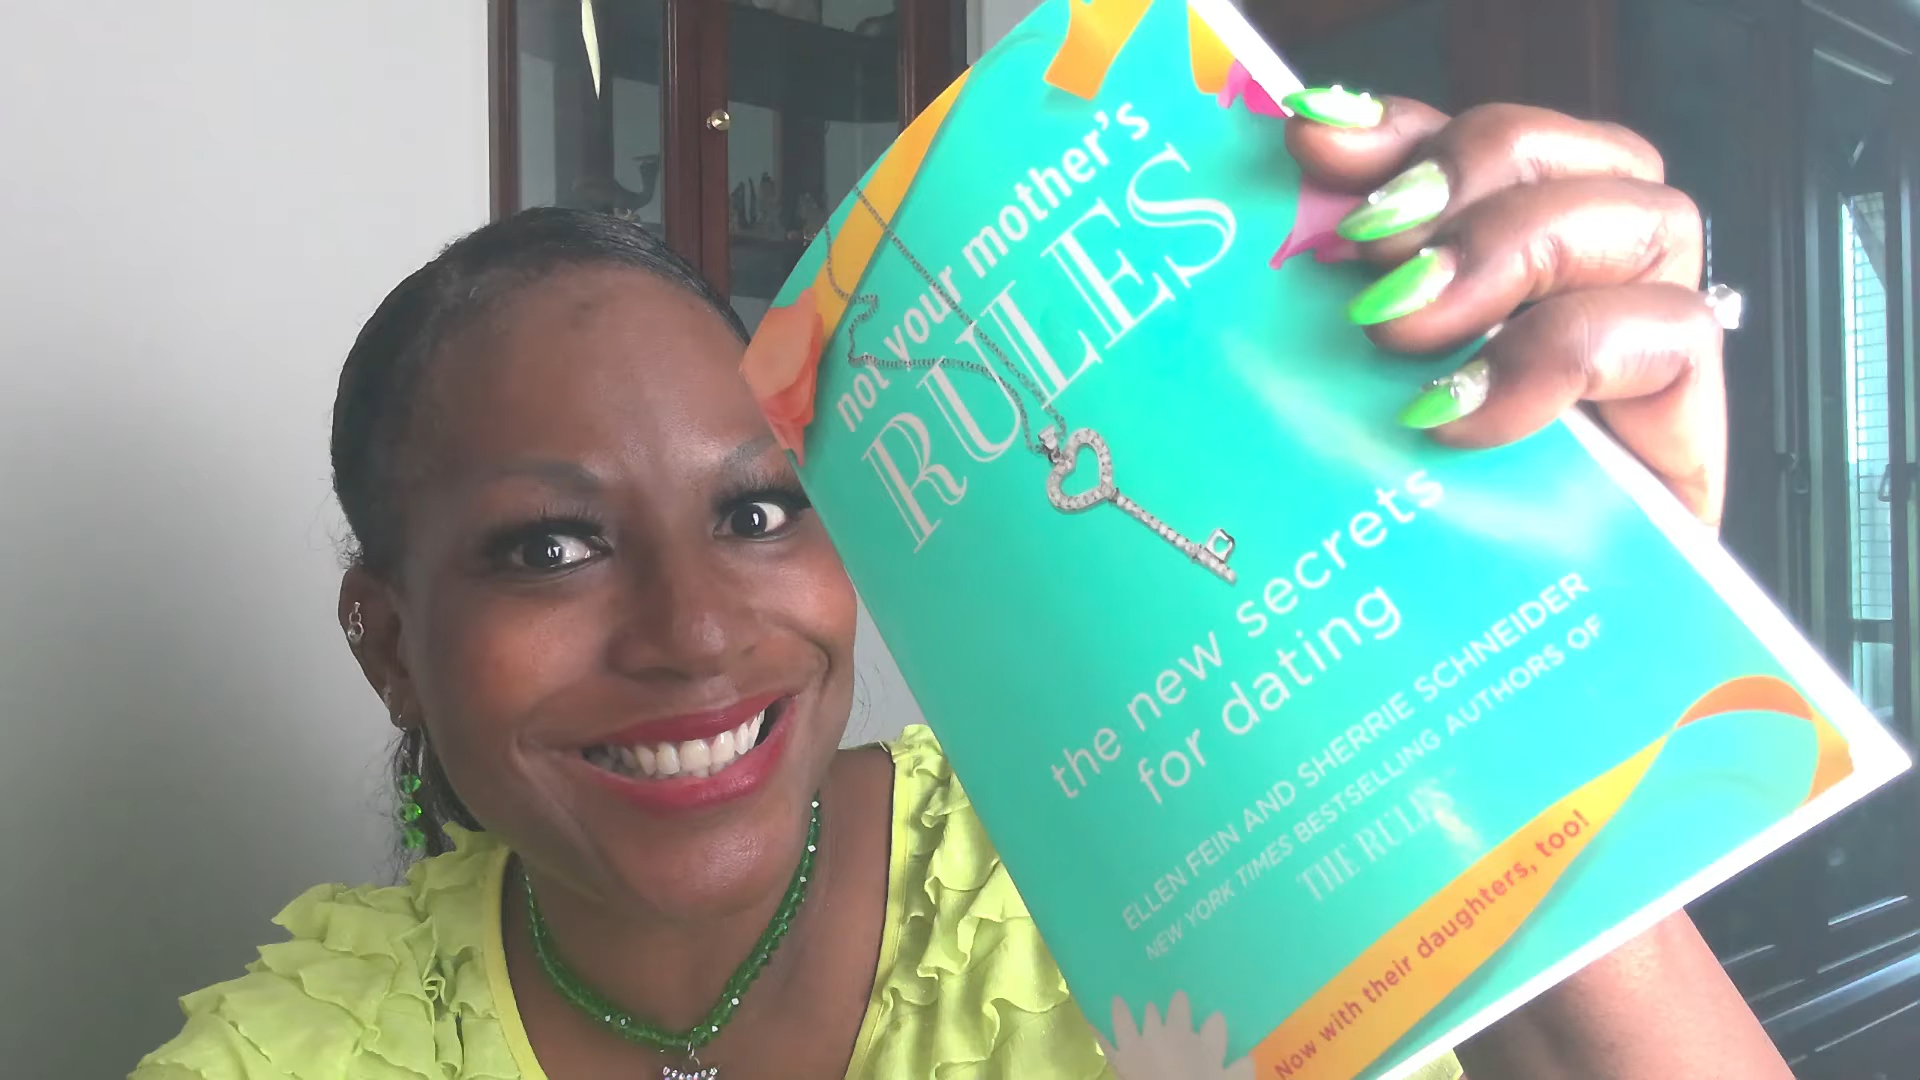 not your mother's
RULES
the new secrets
for dating
ELLEN FEIN AND SHERRIE SCHNEIDER
NEW YORK TIMES BESTSELLING AUTHORS OF
THE RULES
Now with their daughters, too!